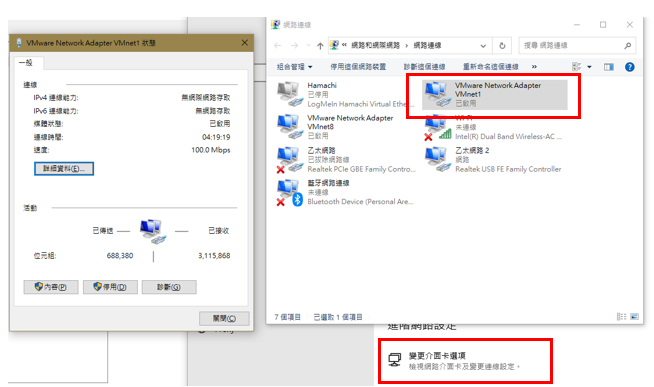 VMware Network Adapter VMnet1 狀態
一般
連線
IPv4 連線能力: 無網際網路存取
IPv6 連線能力: 無網際網路存取
媒體狀態: 已啟用
連線時間: 04:19:19
速度: 100.0 Mbps
詳細資料(E)...
活動
已傳送 已接收
位元組: 688,380 3,115,868
內容(P) 停用(D) 診斷(G)
關閉(C)
網路連線
« 網路和網際網路 › 網路連線
搜尋 網路連線
組合管理 停用這個網路裝置 診斷這個連線 重新命名這個連線 »
Hamachi
已停用
LogMeIn Hamachi Virtual Ethe...
VMware Network Adapter
VMnet1
已啟用
VMware Network Adapter
VMnet8
已啟用
未連線
Intel(R) Dual Band Wireless-AC ...
乙太網路
已拔除網路線
Realtek PCIe GBE Family Contro...
乙太網路 2
網路
Realtek USB FE Family Controller
藍牙網路連線
未連線
Bluetooth Device (Personal Are...
7 個項目 已選取 1 個項目
進階網路設定
變更介面卡選項
檢視網路介面卡及變更連線設定。